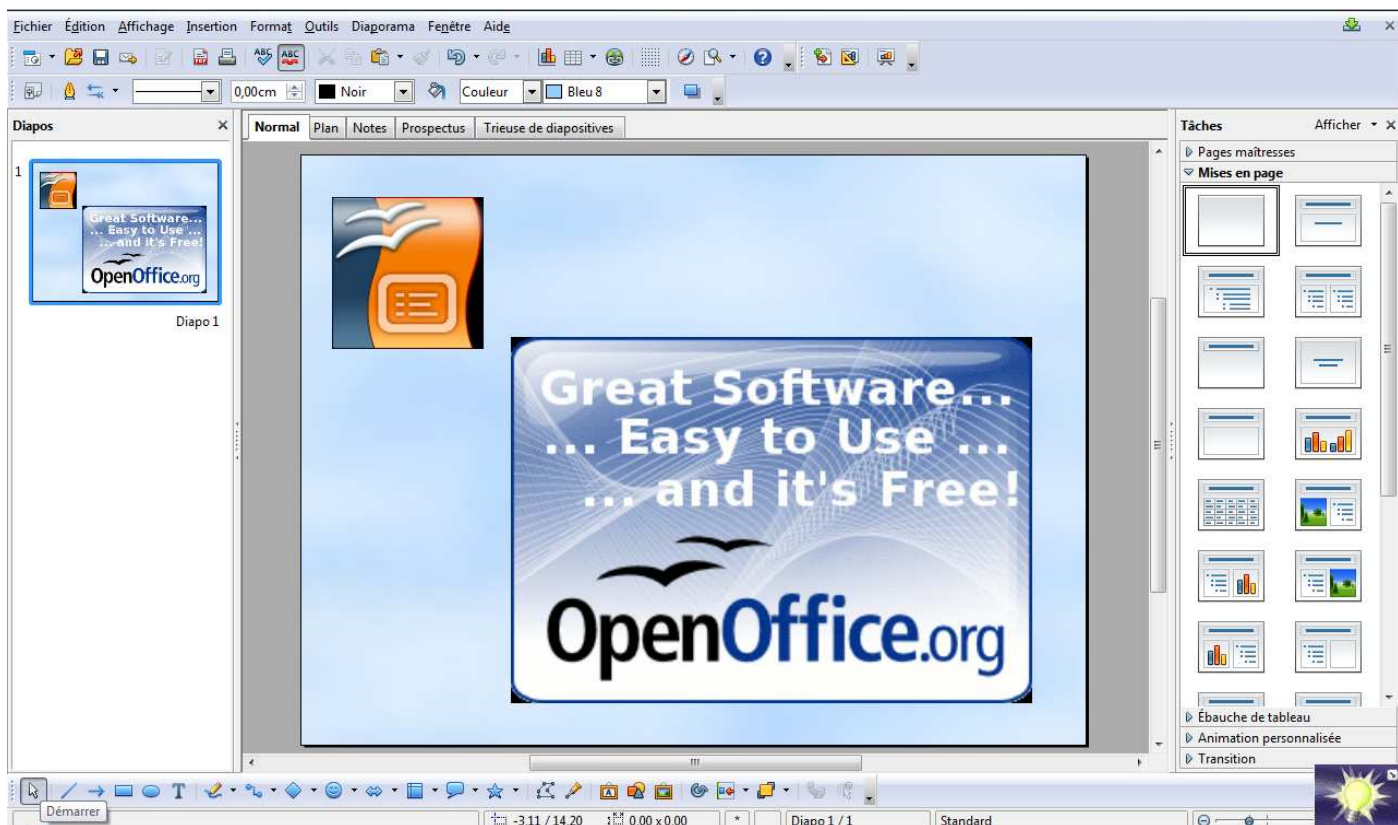 Fichier Édition Affichage Insertion Format Outils Diaporama Fenêtre Aide
ABC ABC
0,00cm Noir Couleur Bleu 8
Diapos
Normal Plan Notes Prospectus Trieuse de diapositives
Tâches Afficher
Pages maîtresses
Mises en page
1
Great Software...
... Easy to Use ...
... and it's Free!
OpenOffice.org
Diapo 1
Great Software...
... Easy to Use ...
... and it's Free!
OpenOffice.org
Ébauche de tableau
Animation personnalisée
Transition
T
Démarrer
-3,11 / 14,20 0,00 x 0,00 * Diapo 1 / 1 Standard